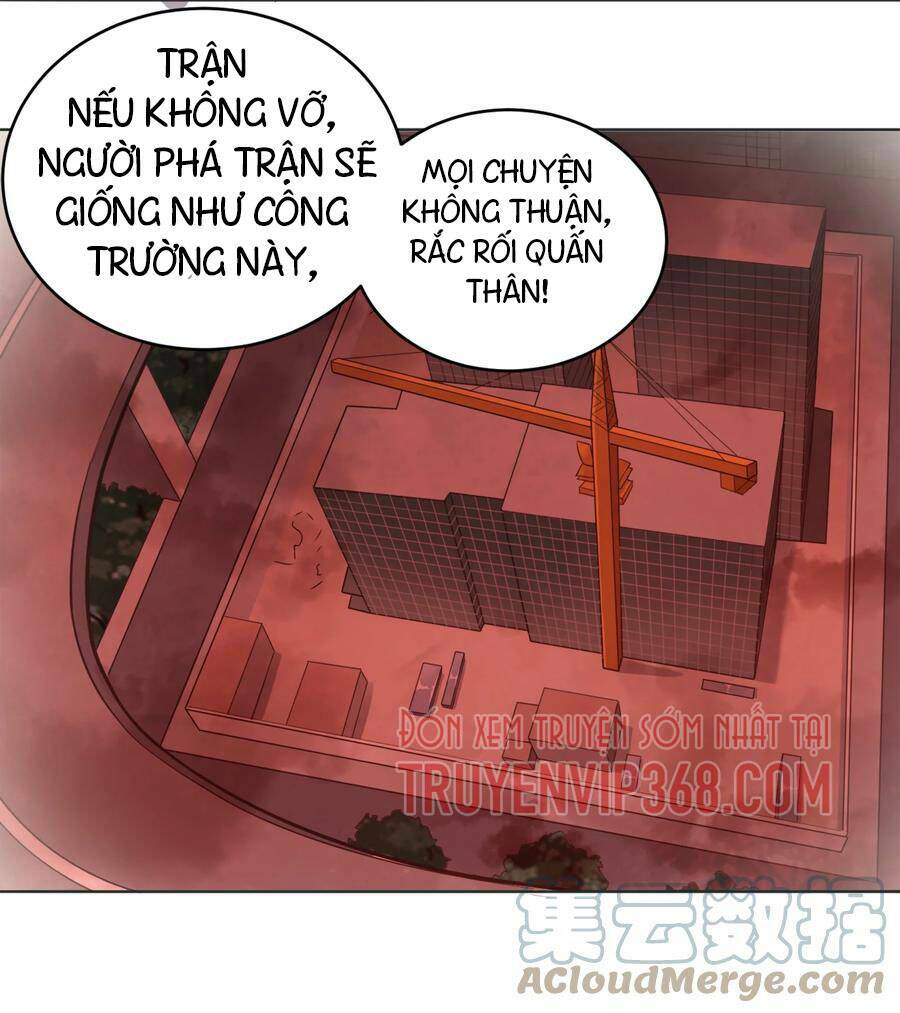 TRẬN
NẾU KHÔNG VỠ,
NGƯỜI PHÁ TRẬN SẼ
GIỐNG NHƯ CÔNG
TRƯỜNG NÀY,
MỌI CHUYỆN
KHÔNG THUẬN,
RẮC RỐI QUẤN
THÂN!
ĐÓN XEM TRUYỆN SỚM NHẤT TẠI
TRUYENVIP368.COM
集云数据
ACloudMerge.com